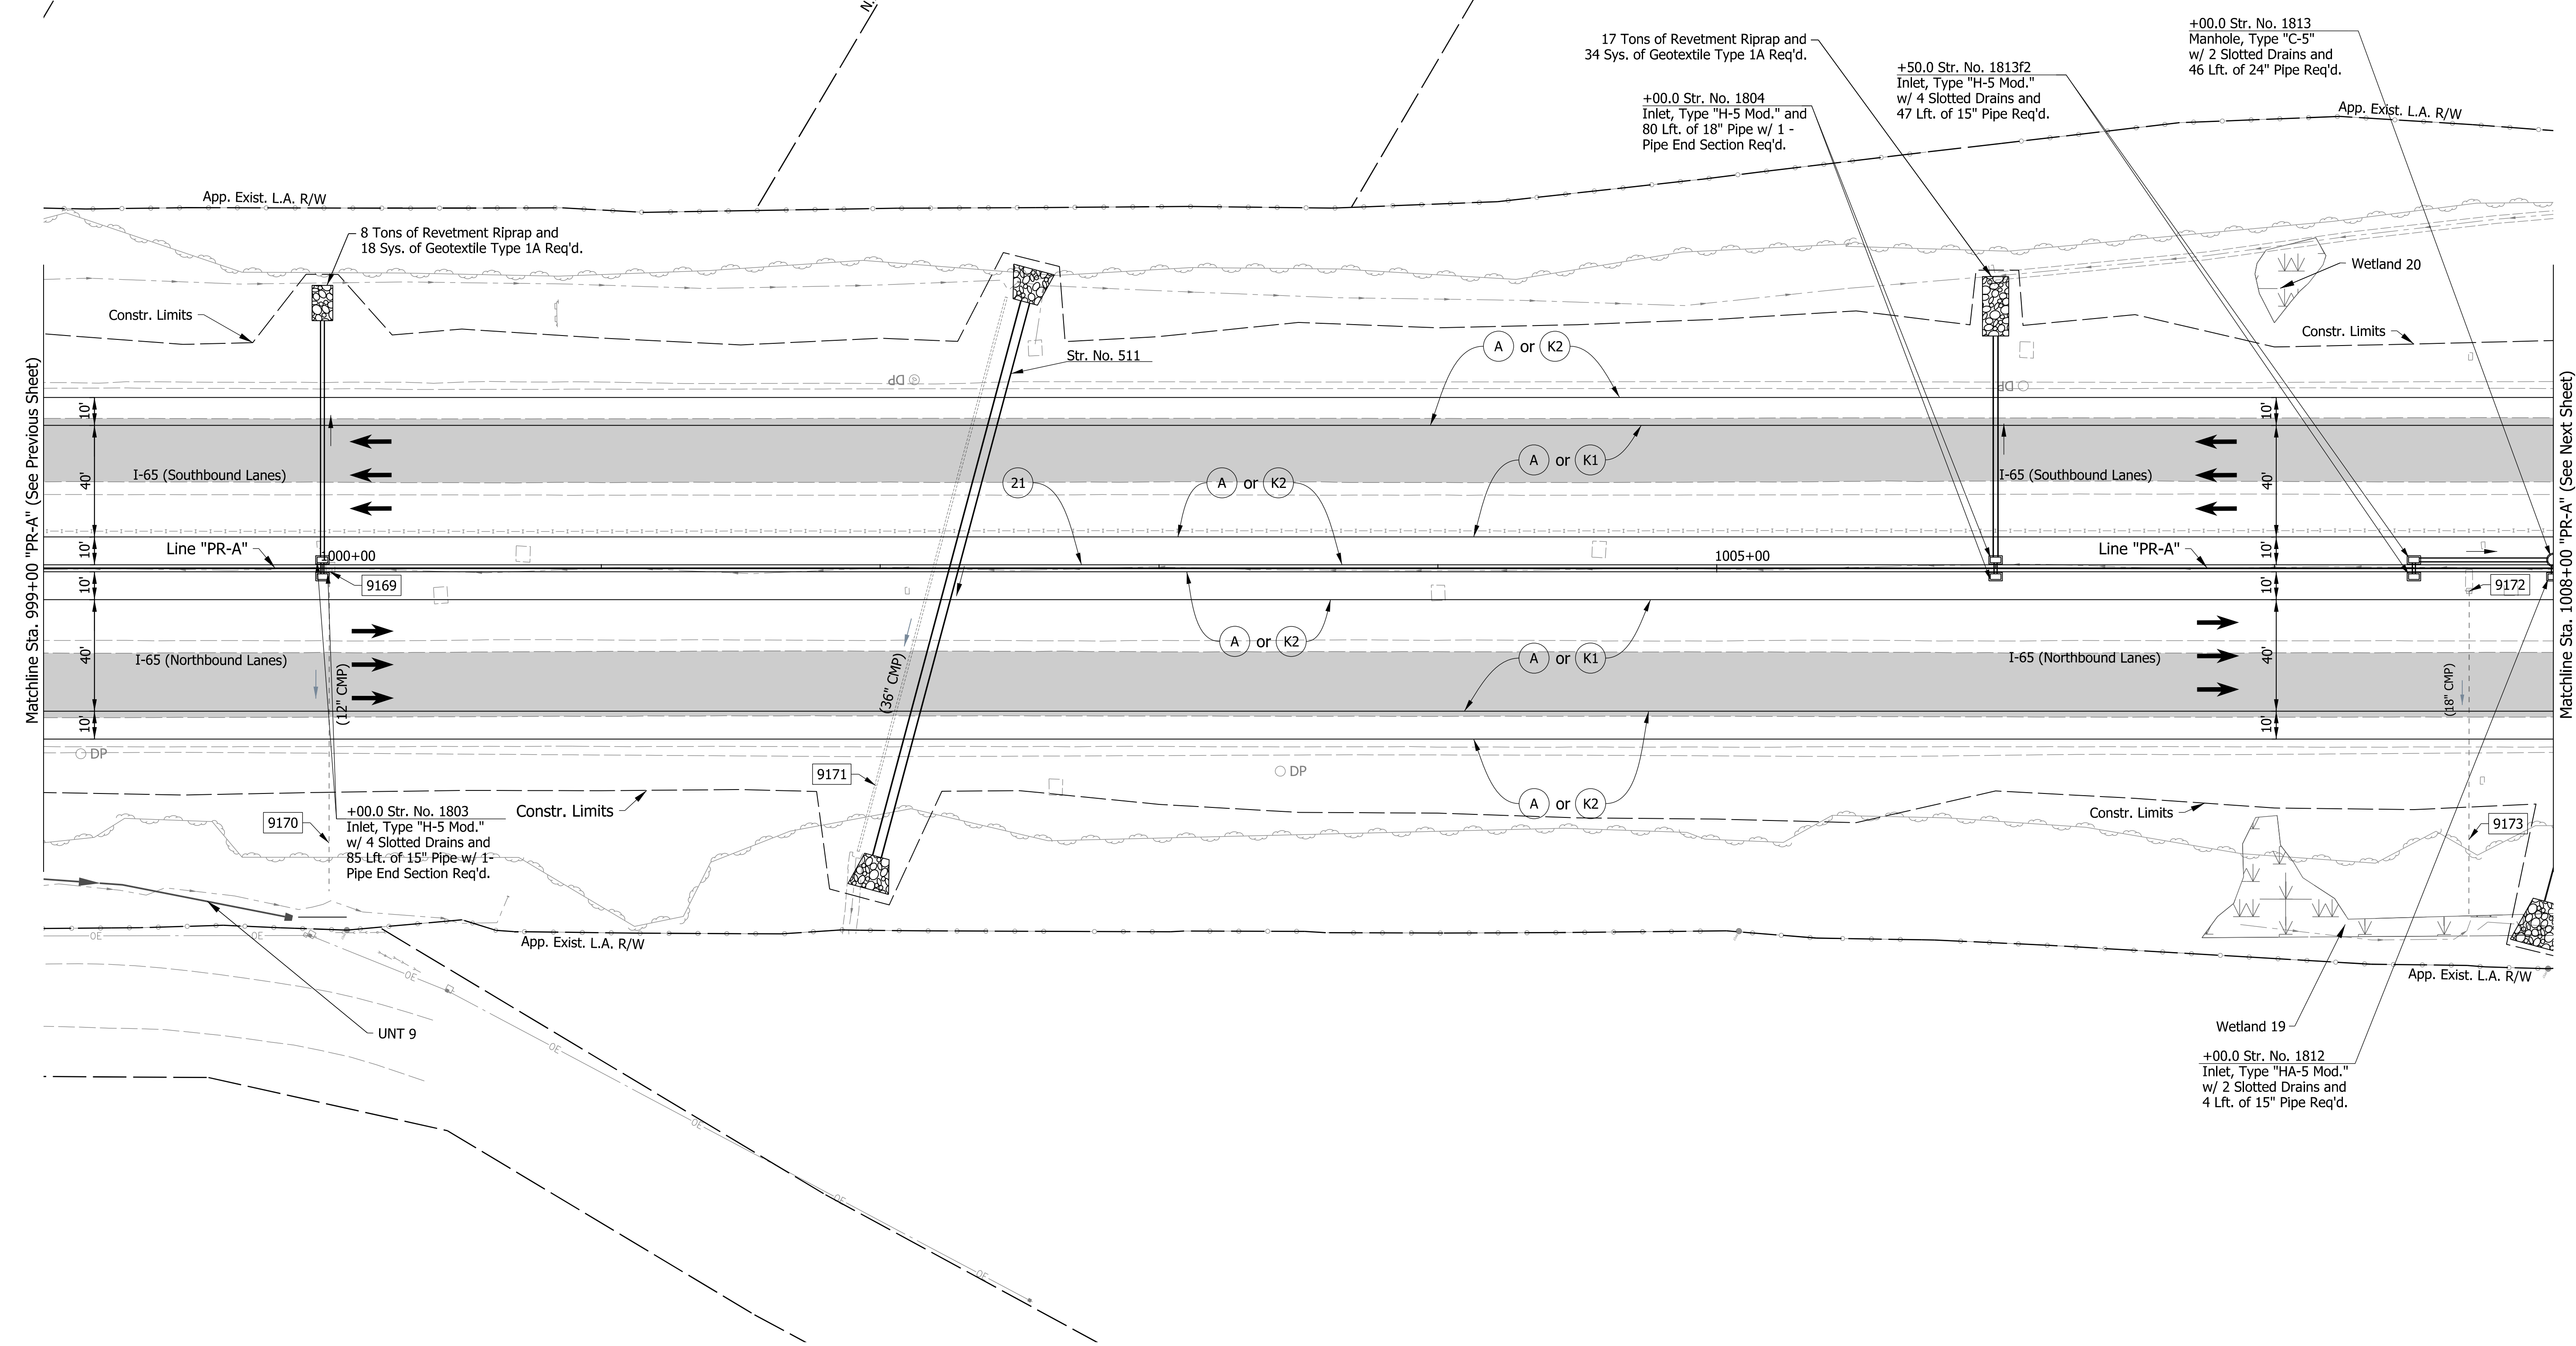 N.
17 Tons of Revetment Riprap and
34 Sys. of Geotextile Type 1A Req'd.
+00.0 Str. No. 1804
Inlet, Type "H-5 Mod." and
80 Lft. of 18" Pipe w/ 1 -
Pipe End Section Req'd.
+50.0 Str. No. 1813f2
Inlet, Type "H-5 Mod."
w/ 4 Slotted Drains and
47 Lft. of 15" Pipe Req'd.
+00.0 Str. No. 1813
Manhole, Type "C-5"
w/ 2 Slotted Drains and
46 Lft. of 24" Pipe Req'd.
App. Exist. L.A. R/W
App. Exist. L.A. R/W
8 Tons of Revetment Riprap and
18 Sys. of Geotextile Type 1A Req'd.
Wetland 20
Constr. Limits
Constr. Limits
Str. No. 511
A or K2
DP
DP
Matchline Sta. 999+00 "PR-A" (See Previous Sheet)
Matchline Sta. 1008+00 "PR-A" (See Next Sheet)
10'
40'
10'
10'
40'
10'
10'
40'
10'
10'
40'
10'
I-65 (Southbound Lanes)
I-65 (Southbound Lanes)
A or K1
21
A or K2
Line "PR-A"
1000+00
1005+00
Line "PR-A"
9169
9172
A or K2
A or K1
I-65 (Northbound Lanes)
I-65 (Northbound Lanes)
(12" CMP)
(36" CMP)
(18" CMP)
DP
DP
9171
A or K2
9170
+00.0 Str. No. 1803
Inlet, Type "H-5 Mod."
w/ 4 Slotted Drains and
85 Lft. of 15" Pipe w/ 1-
Pipe End Section Req'd.
Constr. Limits
Constr. Limits
9173
OE
OE
App. Exist. L.A. R/W
App. Exist. L.A. R/W
OE
UNT 9
OE
OE
OE
OE
Wetland 19
+00.0 Str. No. 1812
Inlet, Type "HA-5 Mod."
w/ 2 Slotted Drains and
4 Lft. of 15" Pipe Req'd.